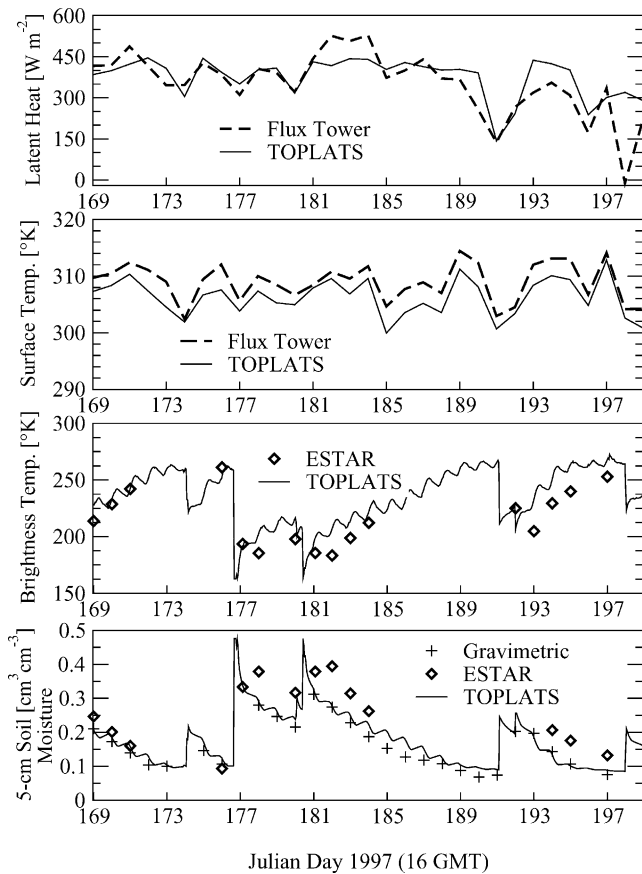 Latent Heat [W m⁻²]
600
450
300
150
0
Flux Tower
TOPLATS
169 173 177 181 185 189 193 197
Surface Temp. [°K]
320
310
300
290
Flux Tower
TOPLATS
169 173 177 181 185 189 193 197
Brightness Temp. [°K]
300
250
200
150
ESTAR
TOPLATS
169 173 177 181 185 189 193 197
5-cm Soil [cm³ cm⁻³]
Moisture
0.5
0.4
0.3
0.2
0.1
0
Gravimetric
ESTAR
TOPLATS
169 173 177 181 185 189 193 197
Julian Day 1997 (16 GMT)